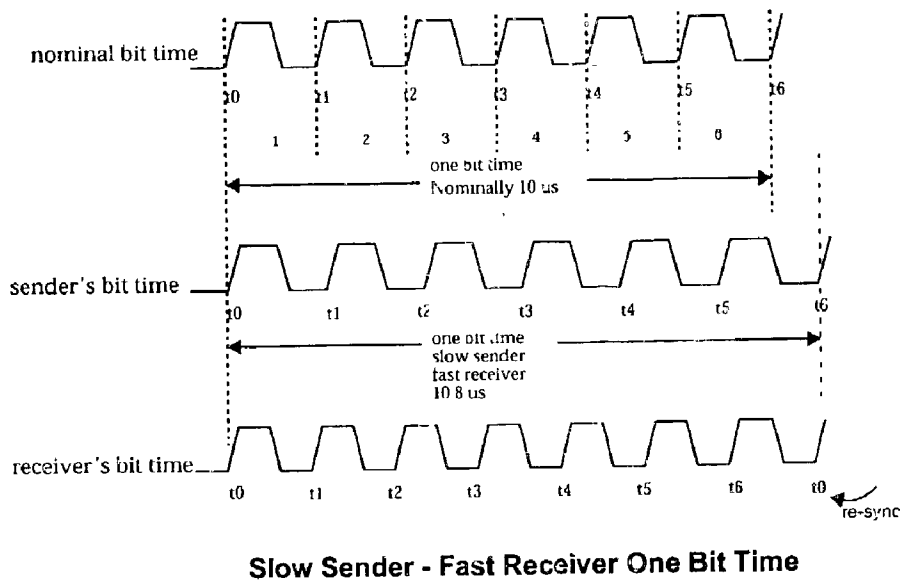 nominal bit time
t0 t1 t2 t3 t4 t5 t6
1 2 3 4 5 6
one bit time
Nominally 10 us
sender's bit time
t0 t1 t2 t3 t4 t5 t6
one bit time
slow sender
fast receiver
10 8 us
receiver's bit time
t0 t1 t2 t3 t4 t5 t6 t0
re-sync
Slow Sender - Fast Receiver One Bit Time